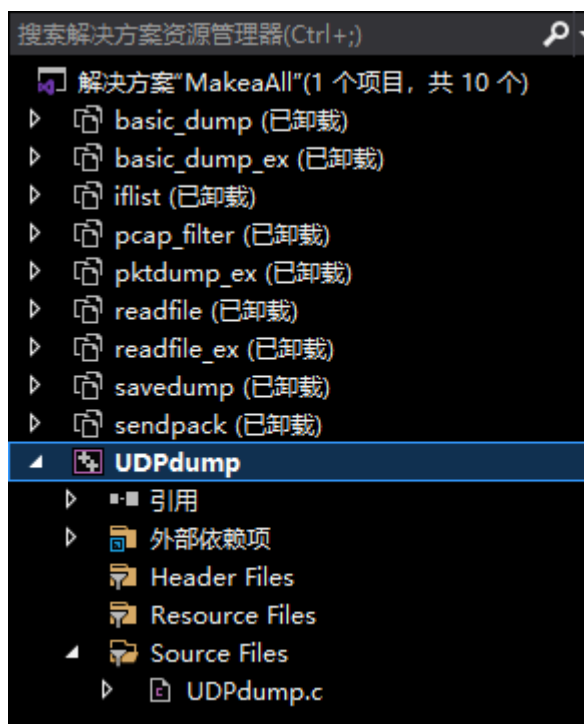 搜索解决方案资源管理器(Ctrl+;)
解决方案"MakeaAll"(1 个项目，共 10 个)
basic_dump (已卸载)
basic_dump_ex (已卸载)
iflist (已卸载)
pcap_filter (已卸载)
pktdump_ex (已卸载)
readfile (已卸载)
readfile_ex (已卸载)
savedump (已卸载)
sendpack (已卸载)
UDPdump
引用
外部依赖项
Header Files
Resource Files
Source Files
UDPdump.c